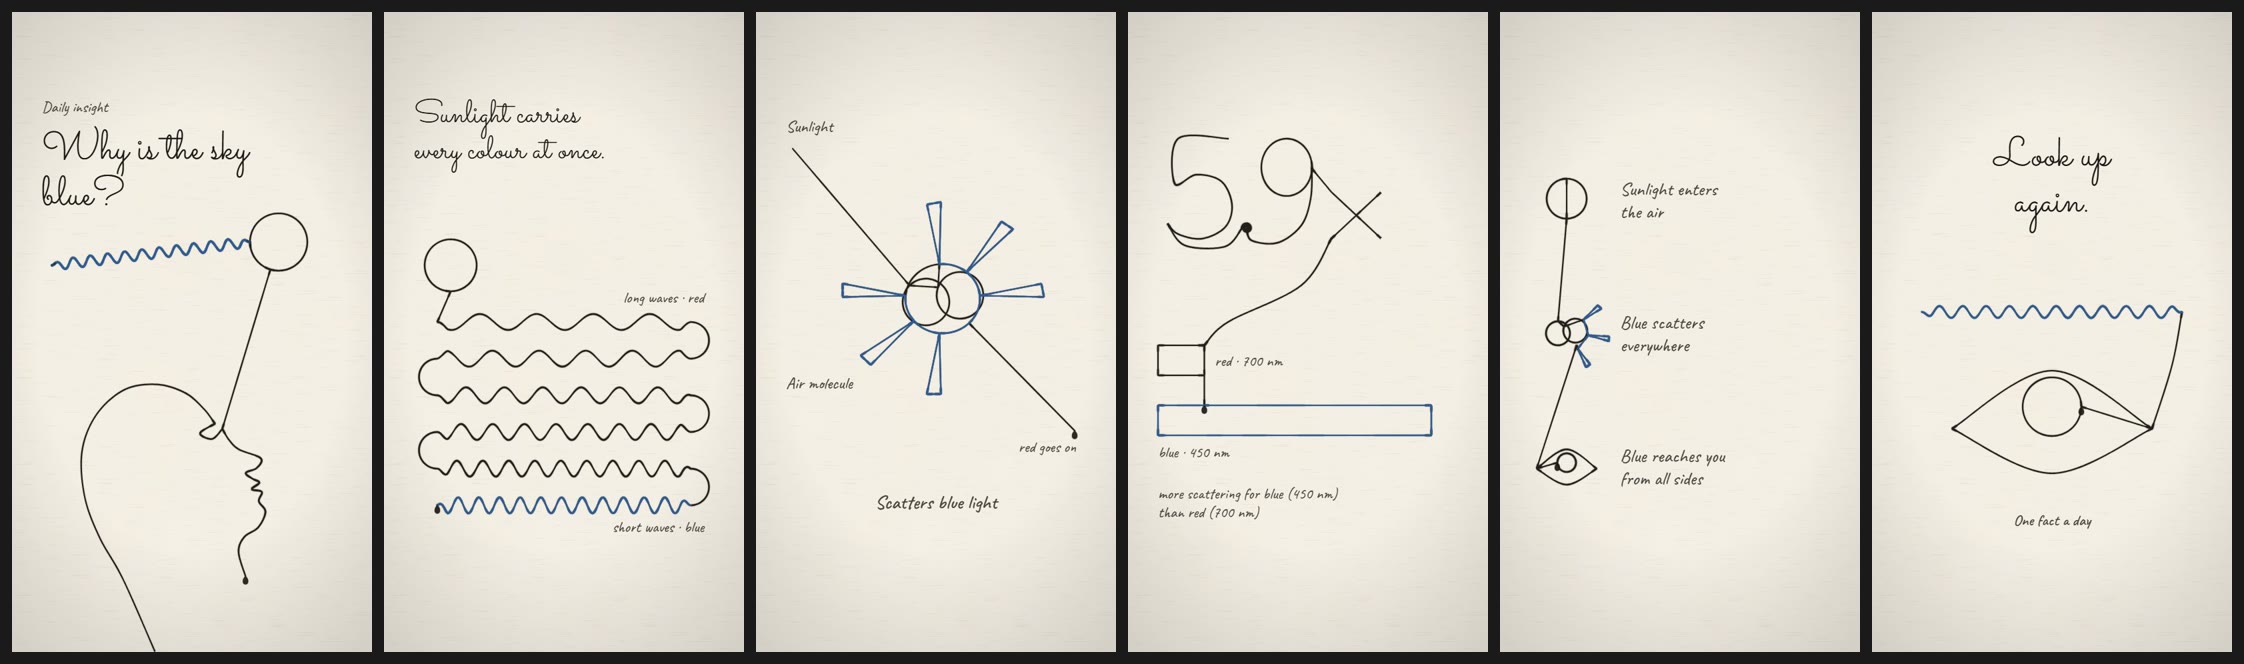 Daily insight
Why is the sky
blue?
Sunlight carries
every colour at once.
long waves · red
short waves · blue
Sunlight
Air molecule
red goes on
Scatters blue light
5.9x
red · 700 nm
blue · 450 nm
more scattering for blue (450 nm)
than red (700 nm)
Sunlight enters
the air
Blue scatters
everywhere
Blue reaches you
from all sides
Look up
again.
One fact a day